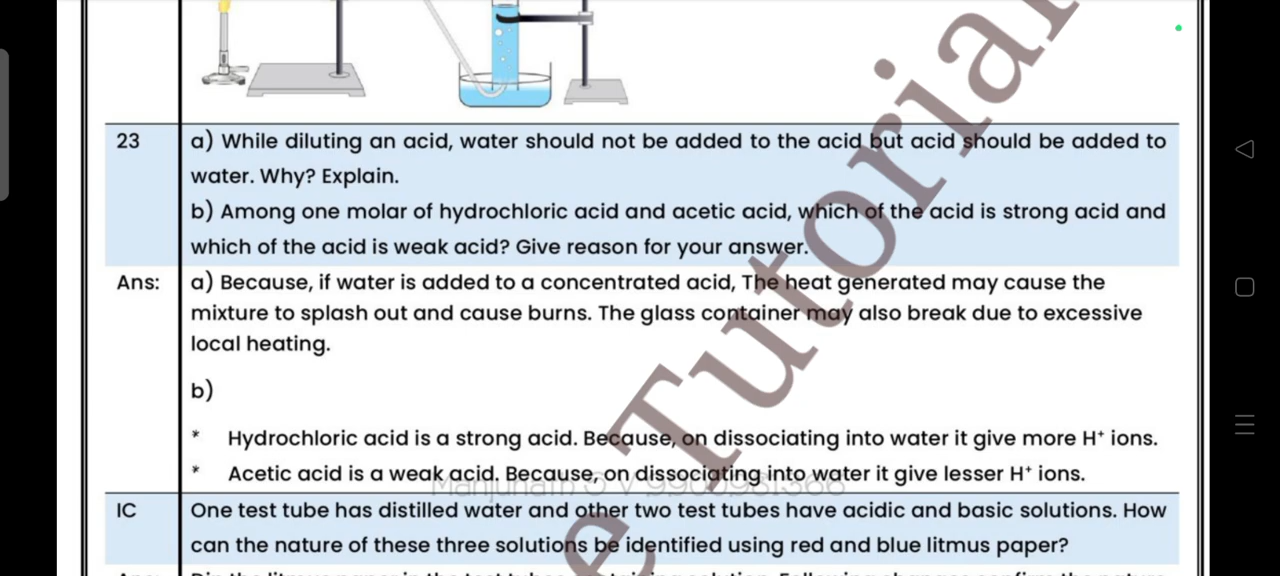 23
a) While diluting an acid, water should not be added to the acid but acid should be added to
water. Why? Explain.
b) Among one molar of hydrochloric acid and acetic acid, which of the acid is strong acid and
which of the acid is weak acid? Give reason for your answer.
Ans:
a) Because, if water is added to a concentrated acid, The heat generated may cause the
mixture to splash out and cause burns. The glass container may also break due to excessive
local heating.
b)
* Hydrochloric acid is a strong acid. Because, on dissociating into water it give more H⁺ ions.
* Acetic acid is a weak acid. Because, on dissociating into water it give lesser H⁺ ions.
IC
One test tube has distilled water and other two test tubes have acidic and basic solutions. How
can the nature of these three solutions be identified using red and blue litmus paper?